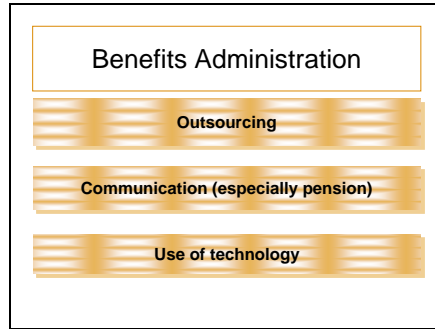 Benefits Administration
Outsourcing
Communication (especially pension)
Use of technology